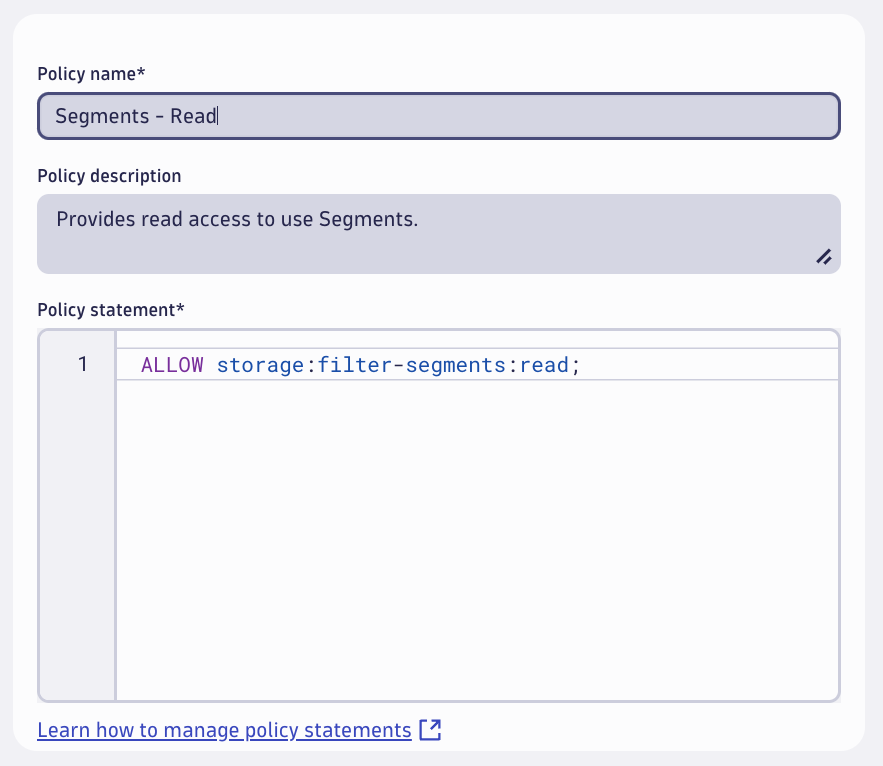 Policy name*
Segments - Read
Policy description
Provides read access to use Segments.
Policy statement*
1 ALLOW storage:filter-segments:read;
Learn how to manage policy statements